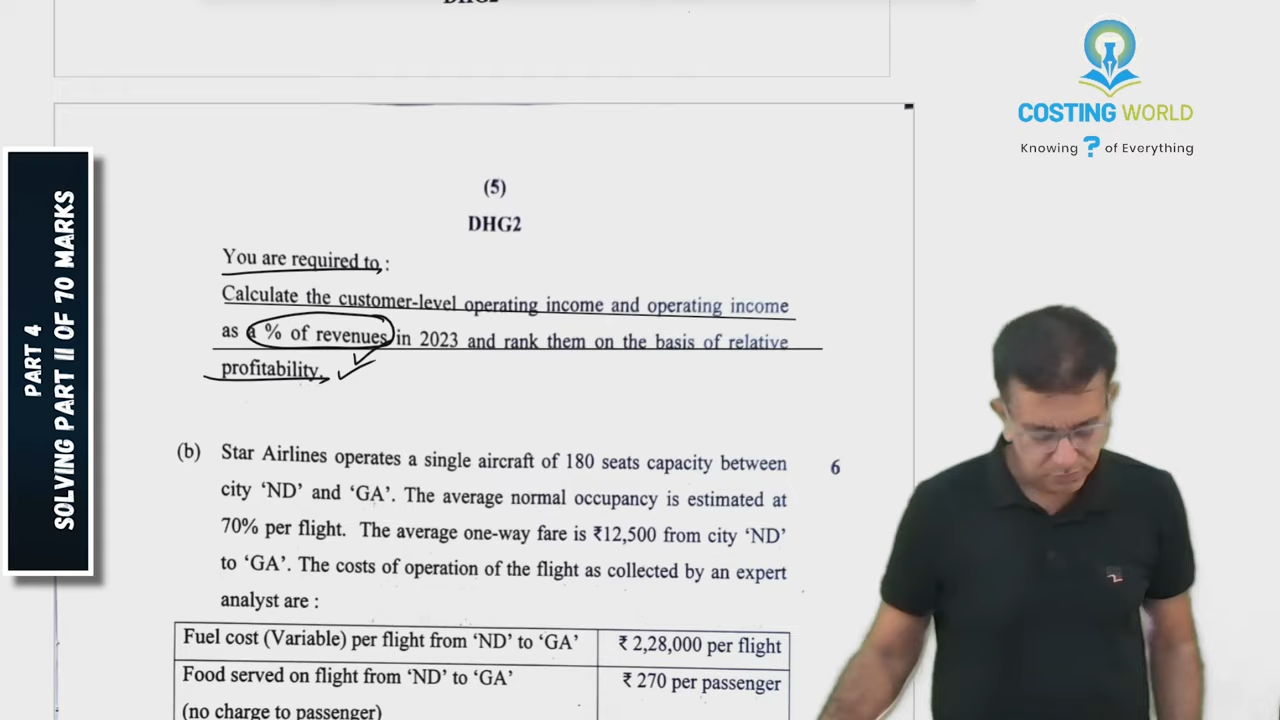 DHG2
COSTING WORLD
Knowing ? of Everything
PART 4
SOLVING PART II OF 70 MARKS
(5)
DHG2
You are required to :
Calculate the customer-level operating income and operating income
as a % of revenues in 2023 and rank them on the basis of relative
profitability.
(b) Star Airlines operates a single aircraft of 180 seats capacity between 6
city ‘ND’ and ‘GA’. The average normal occupancy is estimated at
70% per flight. The average one-way fare is ₹12,500 from city ‘ND’
to ‘GA’. The costs of operation of the flight as collected by an expert
analyst are :
Fuel cost (Variable) per flight from ‘ND’ to ‘GA’ ₹ 2,28,000 per flight
Food served on flight from ‘ND’ to ‘GA’ ₹ 270 per passenger
(no charge to passenger)